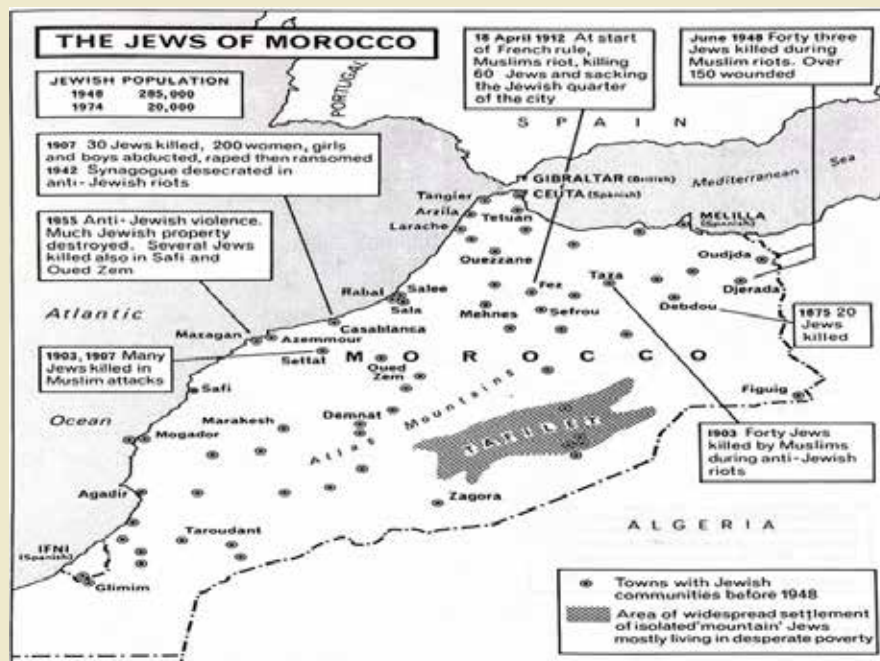 THE JEWS OF MOROCCO
JEWISH POPULATION
1948 285,000
1974 20,000
1907 30 Jews killed, 200 women, girls
and boys abducted, raped then ransomed
1942 Synagogue desecrated in
anti-Jewish riots
1955 Anti-Jewish violence.
Much Jewish property
destroyed. Several Jews
killed also in Safi and
Oued Zem
18 April 1912 At start
of French rule,
Muslims riot, killing
60 Jews and sacking
the Jewish quarter
of the city
June 1948 Forty three
Jews killed during
Muslim riots. Over
150 wounded
PORTUGAL
SPAIN
GIBRALTAR (British)
CEUTA (Spanish)
Mediterranean Sea
MELILLA
(Spanish)
Tangier
Arzila
Tetuan
Larache
Ouezzane
Oudjda
Djerada
Rabat
Salee
Sala
Fez
Taza
Mehnes
Sefrou
Debdou
1875 20
Jews
killed
Atlantic
Ocean
Mazagan
Azemmour
Casablanca
Settat
MOROCCO
1903, 1907 Many
Jews killed in
Muslim attacks
Oued
Zem
Safi
Figuig
Marakesh
Demnat
Atlas Mountains
TAFILET
Mogador
1903 Forty Jews
killed by Muslims
during anti-Jewish
riots
Agadir
Zagora
Taroudant
ALGERIA
IFNI
(Spanish)
Glimim
Towns with Jewish
communities before 1948
Area of widespread settlement
of isolated 'mountain' Jews
mostly living in desperate poverty